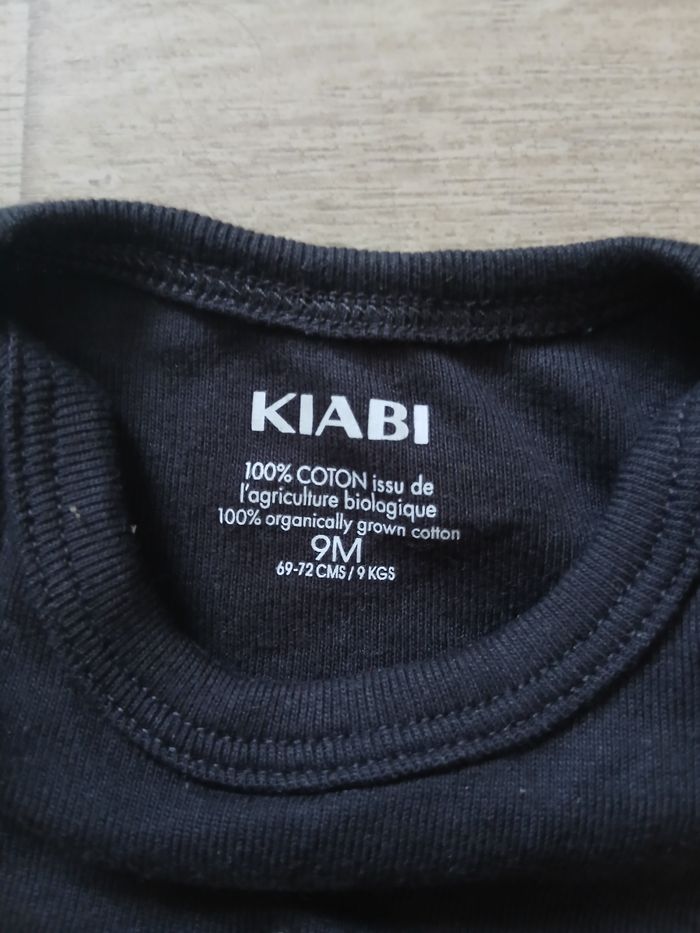 KIABI
100% COTON issu de
l'agriculture biologique
100% organically grown cotton
9M
69-72 CMS / 9 KGS